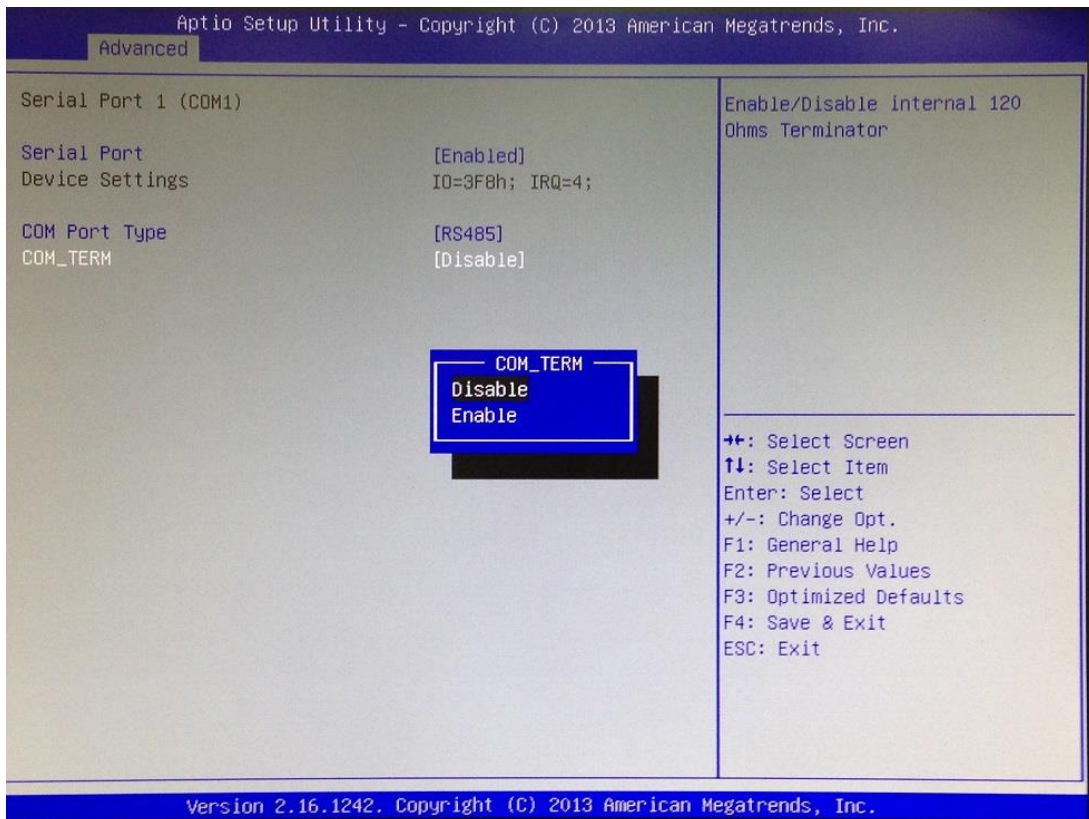 Aptio Setup Utility – Copyright (C) 2013 American Megatrends, Inc.
Advanced
Serial Port 1 (COM1)
Serial Port [Enabled]
Device Settings IO=3F8h; IRQ=4;
COM Port Type [RS485]
COM_TERM [Disable]
COM_TERM
Disable
Enable
Enable/Disable internal 120
Ohms Terminator
→←: Select Screen
↑↓: Select Item
Enter: Select
+/-: Change Opt.
F1: General Help
F2: Previous Values
F3: Optimized Defaults
F4: Save & Exit
ESC: Exit
Version 2.16.1242. Copyright (C) 2013 American Megatrends, Inc.